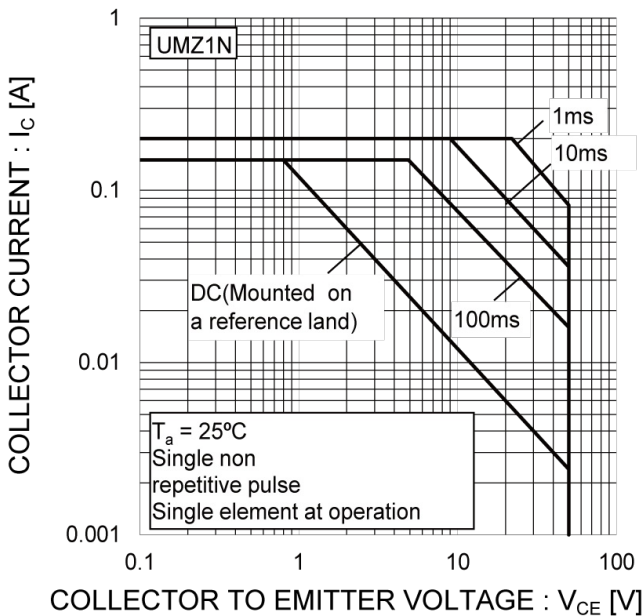 1
UMZ1N
1ms
10ms
0.1
DC(Mounted on
a reference land)
100ms
0.01
Ta = 25ºC
Single non
repetitive pulse
Single element at operation
0.001
0.1
1
10
100
COLLECTOR CURRENT : IC [A]
COLLECTOR TO EMITTER VOLTAGE : VCE [V]